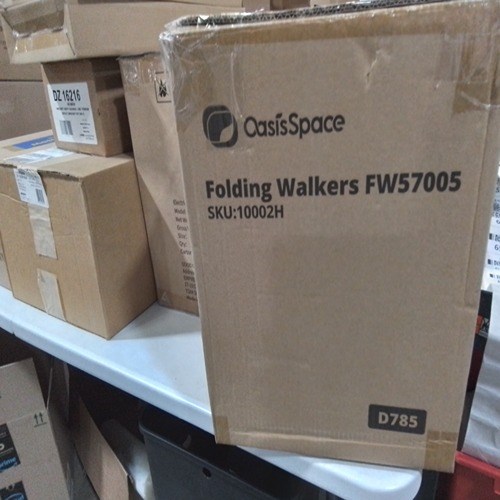 DZ 16216
OasisSpace
Folding Walkers FW57005
SKU:10002H
D785